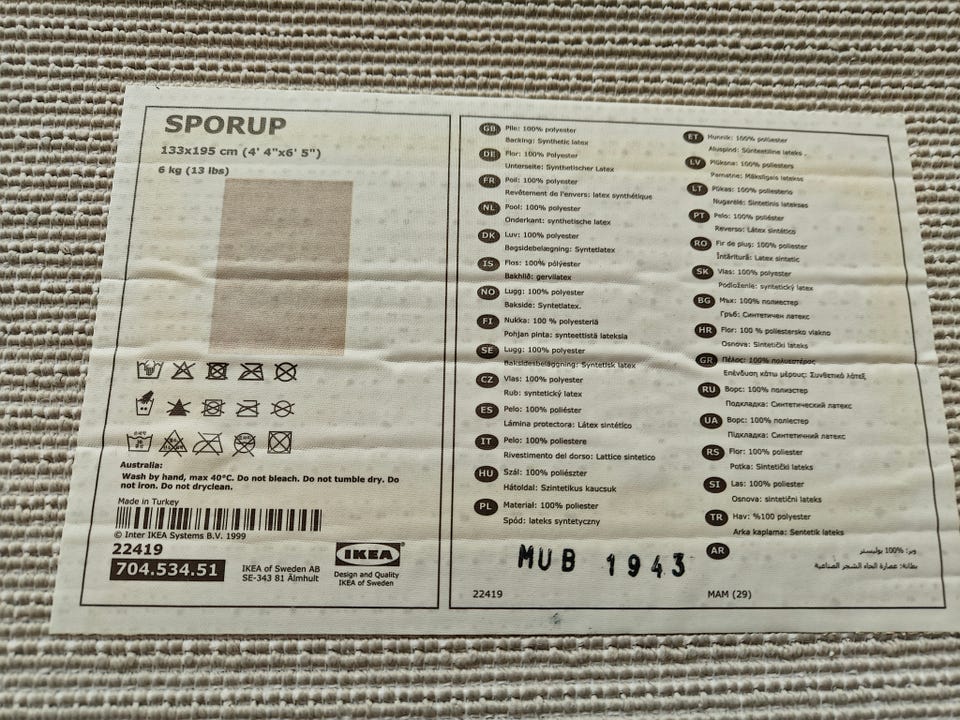 SPORUP
133x195 cm (4' 4"x6' 5")
6 kg (13 lbs)
Australia:
Wash by hand, max 40°C. Do not bleach. Do not tumble dry. Do
not iron. Do not dryclean.
Made in Turkey
© Inter IKEA Systems B.V. 1999
22419
704.534.51
IKEA of Sweden AB
SE-343 81 Älmhult
IKEA
Design and Quality
IKEA of Sweden
GB Pile: 100% polyester
Backing: Synthetic latex
DE Flor: 100% Polyester
Unterseite: Synthetischer Latex
FR Poil: 100% polyester
Revêtement de l'envers: latex synthétique
NL Pool: 100% polyester
Onderkant: synthetische latex
DK Luv: 100% polyester
Bagsidebelægning: Syntetlatex
IS Flos: 100% pólýester
Bakhlið: gervilatex
NO Lugg: 100% polyester
Bakside: Syntetlatex.
FI Nukka: 100 % polyesteriä
Pohjan pinta: synteettistä lateksia
SE Lugg: 100% polyester
Baksidesbeläggning: Syntetisk latex
CZ Vlas: 100% polyester
Rub: syntetický latex
ES Pelo: 100% poliéster
Lámina protectora: Látex sintético
IT Pelo: 100% poliestere
Rivestimento del dorso: Lattice sintetico
HU Szál: 100% poliészter
Hátoldal: Szintetikus kaucsuk
PL Material: 100% poliester
Spód: lateks syntetyczny
ET Hunnik: 100% polüester
Aluspind: Sünteetiline lateks
LV Plūksna: 100% poliesters
Pamatne: Mākslīgais latekss
LT Pūkas: 100% poliesterio
Nugarėlė: Sintetinis lateksas
PT Pelo: 100% poliéster
Reverso: Látex sintético
RO Fir de pluş: 100% poliester
Întăritură: Latex sintetic
SK Vlas: 100% polyester
Podloženie: syntetický latex
BG Мъх: 100% полиестер
Гръб: Синтетичен латекс
HR Flor: 100 % poliestersko vlakno
Osnova: Sintetički lateks
GR Πέλος: 100% πολυεστέρας
Επένδυση κάτω μέρους: Συνθετικό λάτεξ
RU Ворс: 100% полиэстер
Подкладка: Синтетический латекс
UA Ворс: 100% поліестер
Підкладка: Синтетичний латекс
RS Flor: 100% poliester
Potka: Sintetički lateks
SI Las: 100% poliester
Osnova: sintetični lateks
TR Hav: %100 polyester
Arka kaplama: Sentetik lateks
AR وبر: %100 بوليستر
بطانة: عصارة لحاء الشجر الصناعية
MUB 1943
22419
MAM (29)